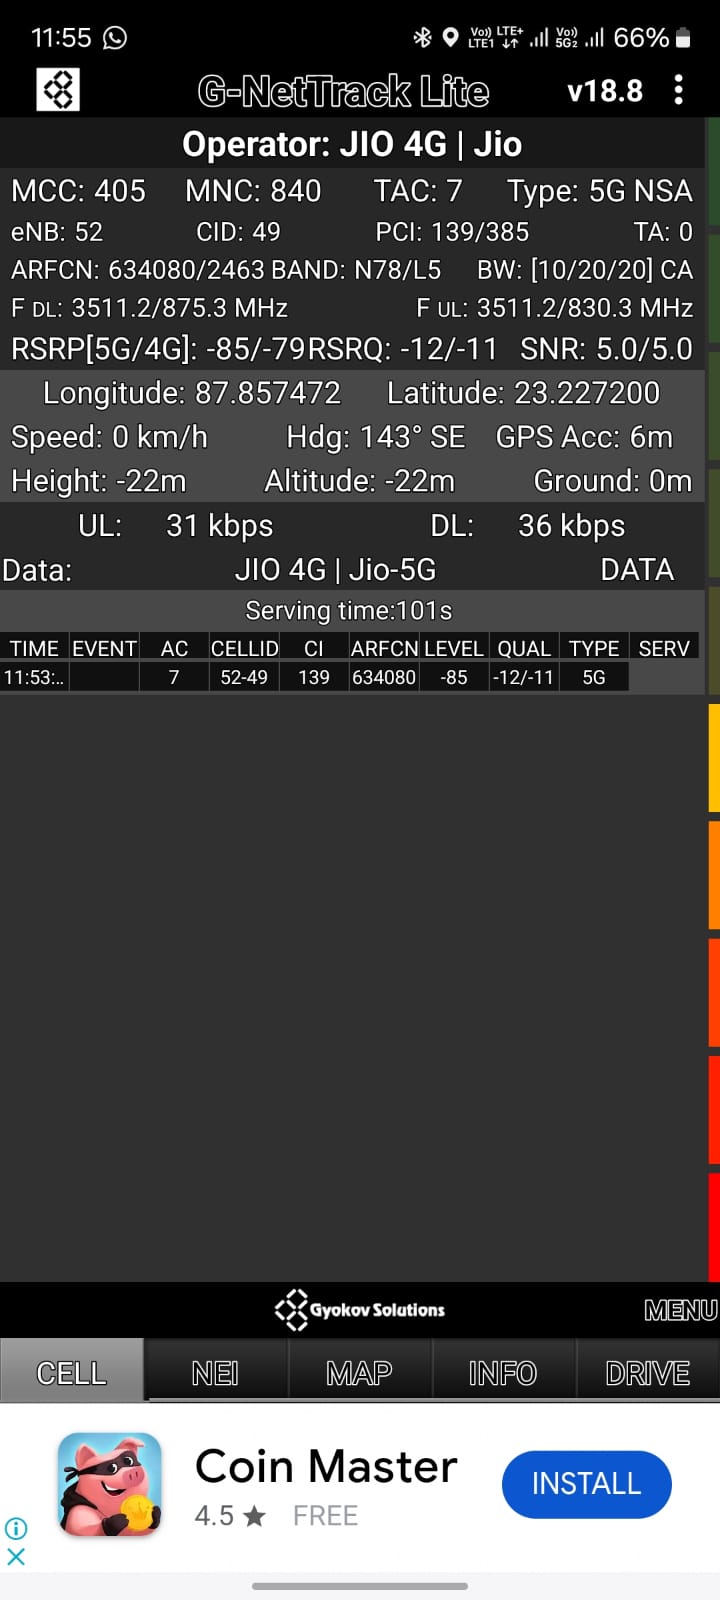 11:55 Vo)) LTE1 LTE+ Vo)) 5G2 66%
G-NetTrack Lite v18.8
Operator: JIO 4G | Jio
MCC: 405 MNC: 840 TAC: 7 Type: 5G NSA
eNB: 52 CID: 49 PCI: 139/385 TA: 0
ARFCN: 634080/2463 BAND: N78/L5 BW: [10/20/20] CA
F DL: 3511.2/875.3 MHz F UL: 3511.2/830.3 MHz
RSRP[5G/4G]: -85/-79 RSRQ: -12/-11 SNR: 5.0/5.0
Longitude: 87.857472 Latitude: 23.227200
Speed: 0 km/h Hdg: 143° SE GPS Acc: 6m
Height: -22m Altitude: -22m Ground: 0m
UL: 31 kbps DL: 36 kbps
Data: JIO 4G | Jio-5G DATA
Serving time:101s
TIME EVENT AC CELLID CI ARFCN LEVEL QUAL TYPE SERV
11:53:.. 7 52-49 139 634080 -85 -12/-11 5G
Gyokov Solutions MENU
CELL NEI MAP INFO DRIVE
Coin Master
4.5 ★ FREE
INSTALL